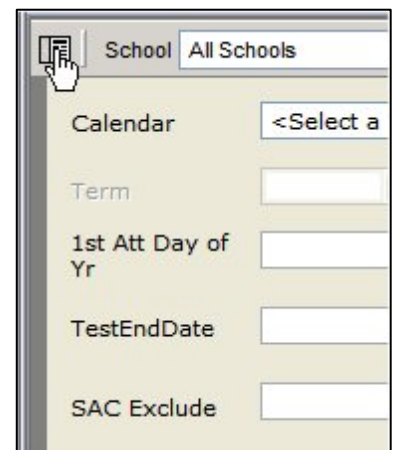 School All Schools
Calendar <Select a
Term
1st Att Day of
Yr
TestEndDate
SAC Exclude